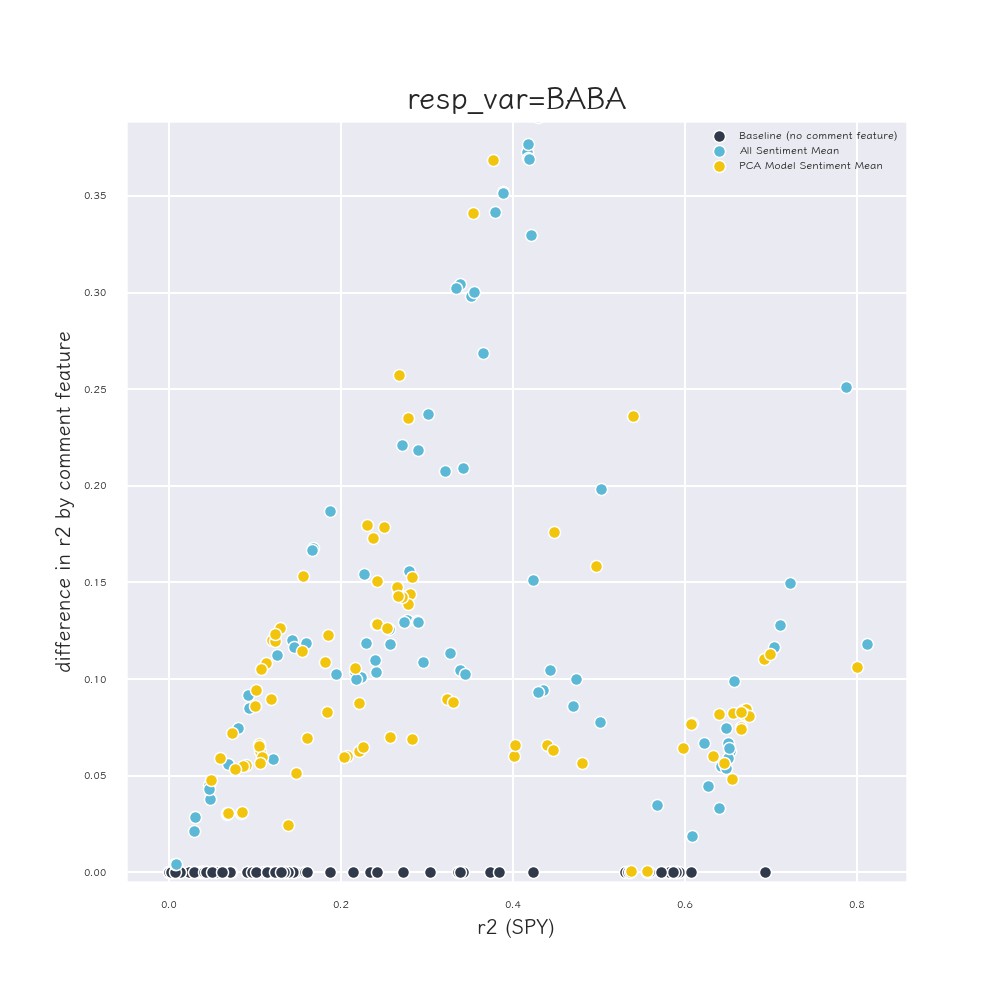 resp_var=BABA
Baseline (no comment feature)
All Sentiment Mean
PCA Model Sentiment Mean
difference in r2 by comment feature
0.35
0.30
0.25
0.20
0.15
0.10
0.05
0.00
0.0 0.2 0.4 0.6 0.8
r2 (SPY)